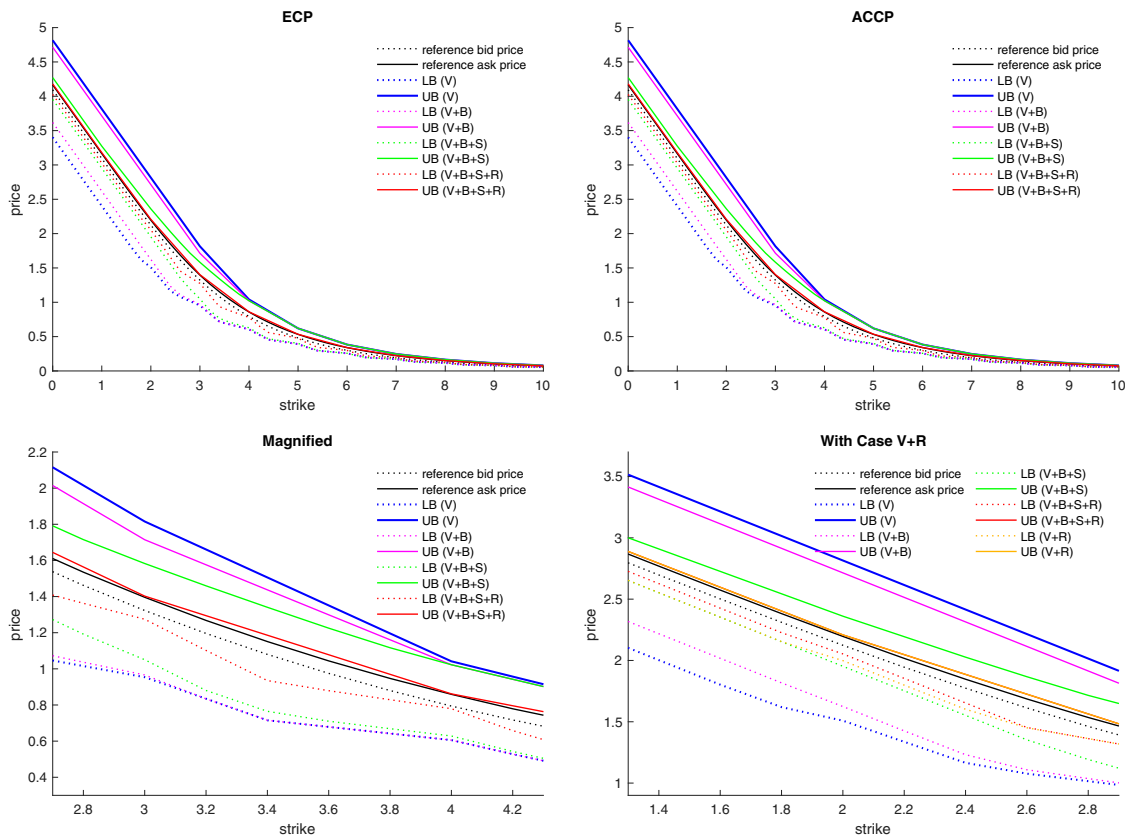 ECP
5
4.5
4
3.5
3
2.5
2
1.5
1
0.5
0
price
reference bid price
reference ask price
LB (V)
UB (V)
LB (V+B)
UB (V+B)
LB (V+B+S)
UB (V+B+S)
LB (V+B+S+R)
UB (V+B+S+R)
0 1 2 3 4 5 6 7 8 9 10
strike
ACCP
5
4.5
4
3.5
3
2.5
2
1.5
1
0.5
0
price
reference bid price
reference ask price
LB (V)
UB (V)
LB (V+B)
UB (V+B)
LB (V+B+S)
UB (V+B+S)
LB (V+B+S+R)
UB (V+B+S+R)
0 1 2 3 4 5 6 7 8 9 10
strike
Magnified
2.2
2
1.8
1.6
1.4
1.2
1
0.8
0.6
0.4
price
reference bid price
reference ask price
LB (V)
UB (V)
LB (V+B)
UB (V+B)
LB (V+B+S)
UB (V+B+S)
LB (V+B+S+R)
UB (V+B+S+R)
2.8 3 3.2 3.4 3.6 3.8 4 4.2
strike
With Case V+R
3.5
3
2.5
2
1.5
1
price
reference bid price
reference ask price
LB (V)
UB (V)
LB (V+B)
UB (V+B)
LB (V+B+S)
UB (V+B+S)
LB (V+B+S+R)
UB (V+B+S+R)
LB (V+R)
UB (V+R)
1.4 1.6 1.8 2 2.2 2.4 2.6 2.8
strike